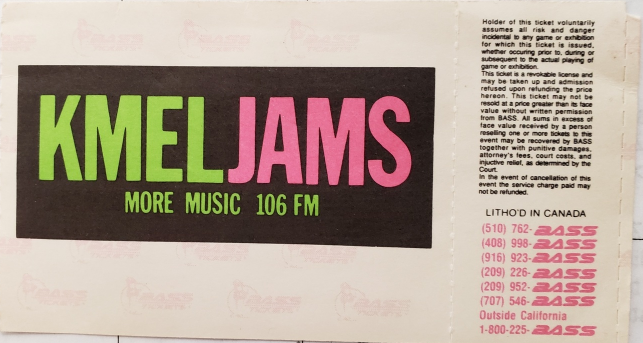 KMELJAMS
MORE MUSIC 106 FM
Holder of this ticket voluntarily
assumes all risk and danger
incidental to any game or exhibition
for which this ticket is issued,
whether occuring prior to, during or
subsequent to the actual playing of
game or exhibition.
This ticket is a revokable license and
may be taken up and admission
refused upon refunding the price
hereon. This ticket may not be
resold at a price greater than its face
value without written permission
from BASS. All sums in excess of
face value received by a person
reselling one or more tickets to this
event may be recovered by BASS
together with punitive damages,
attorney's fees, court costs, and
injuctive relief, as determined by the
Court.
In the event of cancellation of this
event the service charge paid may
not be refunded.
LITHO'D IN CANADA
(510) 762-BASS
(408) 998-BASS
(916) 923-BASS
(209) 226-BASS
(209) 952-BASS
(707) 546-BASS
Outside California
1-800-225-BASS